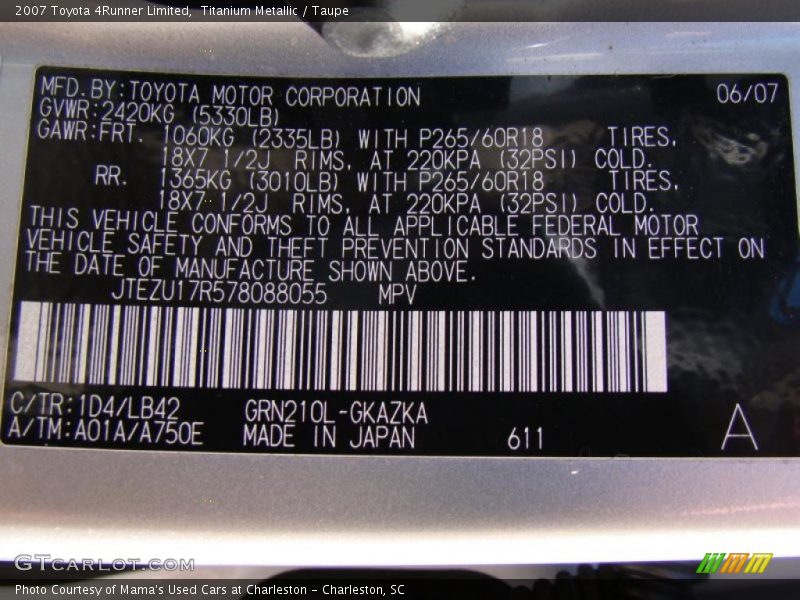 2007 Toyota 4Runner Limited, Titanium Metallic / Taupe
MFD. BY: TOYOTA MOTOR CORPORATION 06/07
GVWR: 2420KG (5330LB)
GAWR: FRT. 1060KG (2335LB) WITH P265/60R18 TIRES,
18X7 1/2J RIMS, AT 220KPA (32PSI) COLD.
RR. 1365KG (3010LB) WITH P265/60R18 TIRES,
18X7 1/2J RIMS, AT 220KPA (32PSI) COLD.
THIS VEHICLE CONFORMS TO ALL APPLICABLE FEDERAL MOTOR
VEHICLE SAFETY AND THEFT PREVENTION STANDARDS IN EFFECT ON
THE DATE OF MANUFACTURE SHOWN ABOVE.
JTEZU17R578088055 MPV
C/TR: 1D4/LB42 GRN210L-GKAZKA
A/TM: A01A/A750E MADE IN JAPAN 611 A
GTCARLOT.COM
Photo Courtesy of Mama's Used Cars at Charleston - Charleston, SC